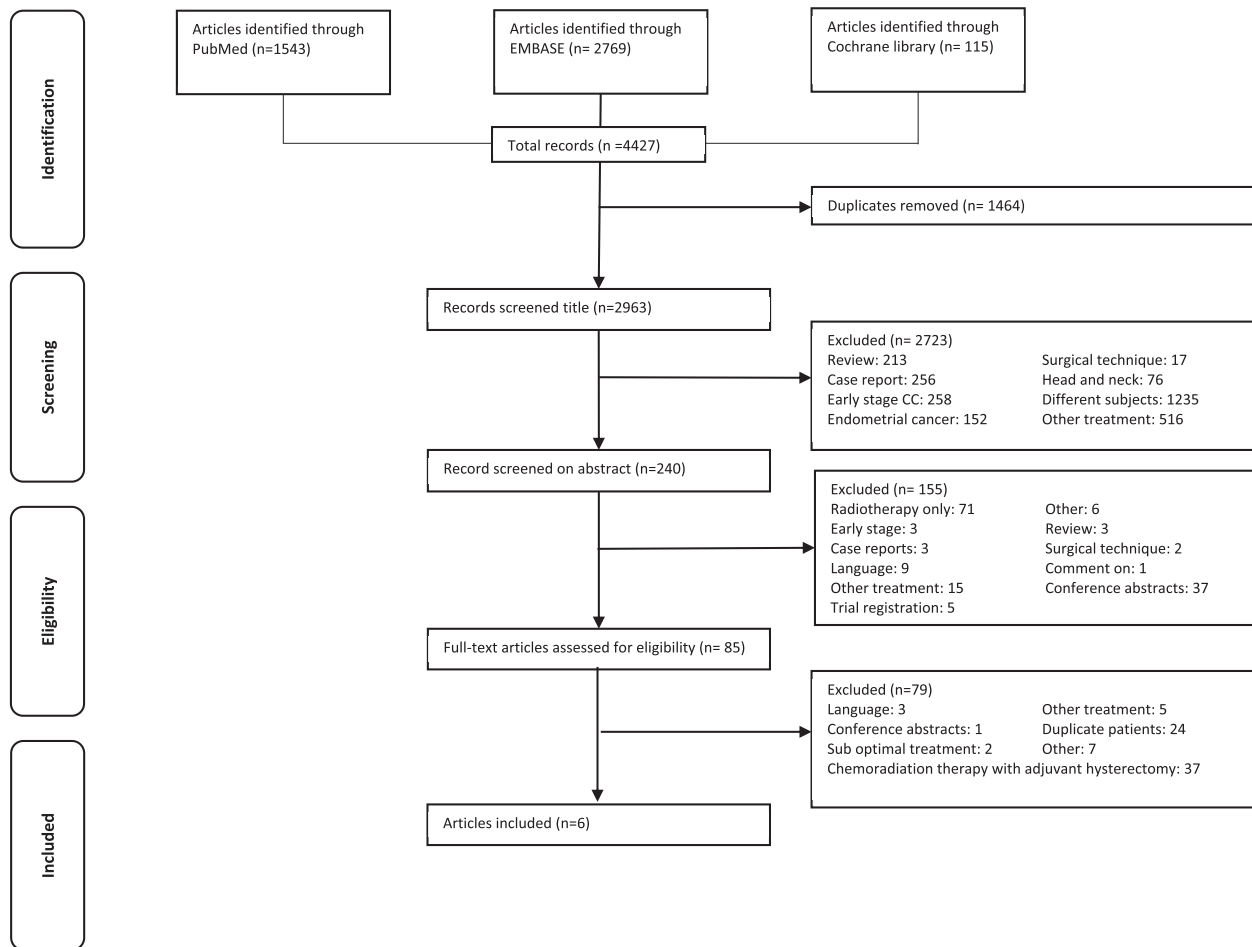 Identification
Articles identified through
PubMed (n=1543)
Articles identified through
EMBASE (n= 2769)
Articles identified through
Cochrane library (n= 115)
Total records (n =4427)
Duplicates removed (n= 1464)
Screening
Records screened title (n=2963)
Excluded (n= 2723)
Review: 213 Surgical technique: 17
Case report: 256 Head and neck: 76
Early stage CC: 258 Different subjects: 1235
Endometrial cancer: 152 Other treatment: 516
Record screened on abstract (n=240)
Eligibility
Excluded (n= 155)
Radiotherapy only: 71 Other: 6
Early stage: 3 Review: 3
Case reports: 3 Surgical technique: 2
Language: 9 Comment on: 1
Other treatment: 15 Conference abstracts: 37
Trial registration: 5
Full-text articles assessed for eligibility (n= 85)
Excluded (n=79)
Language: 3 Other treatment: 5
Conference abstracts: 1 Duplicate patients: 24
Sub optimal treatment: 2 Other: 7
Chemoradiation therapy with adjuvant hysterectomy: 37
Included
Articles included (n=6)